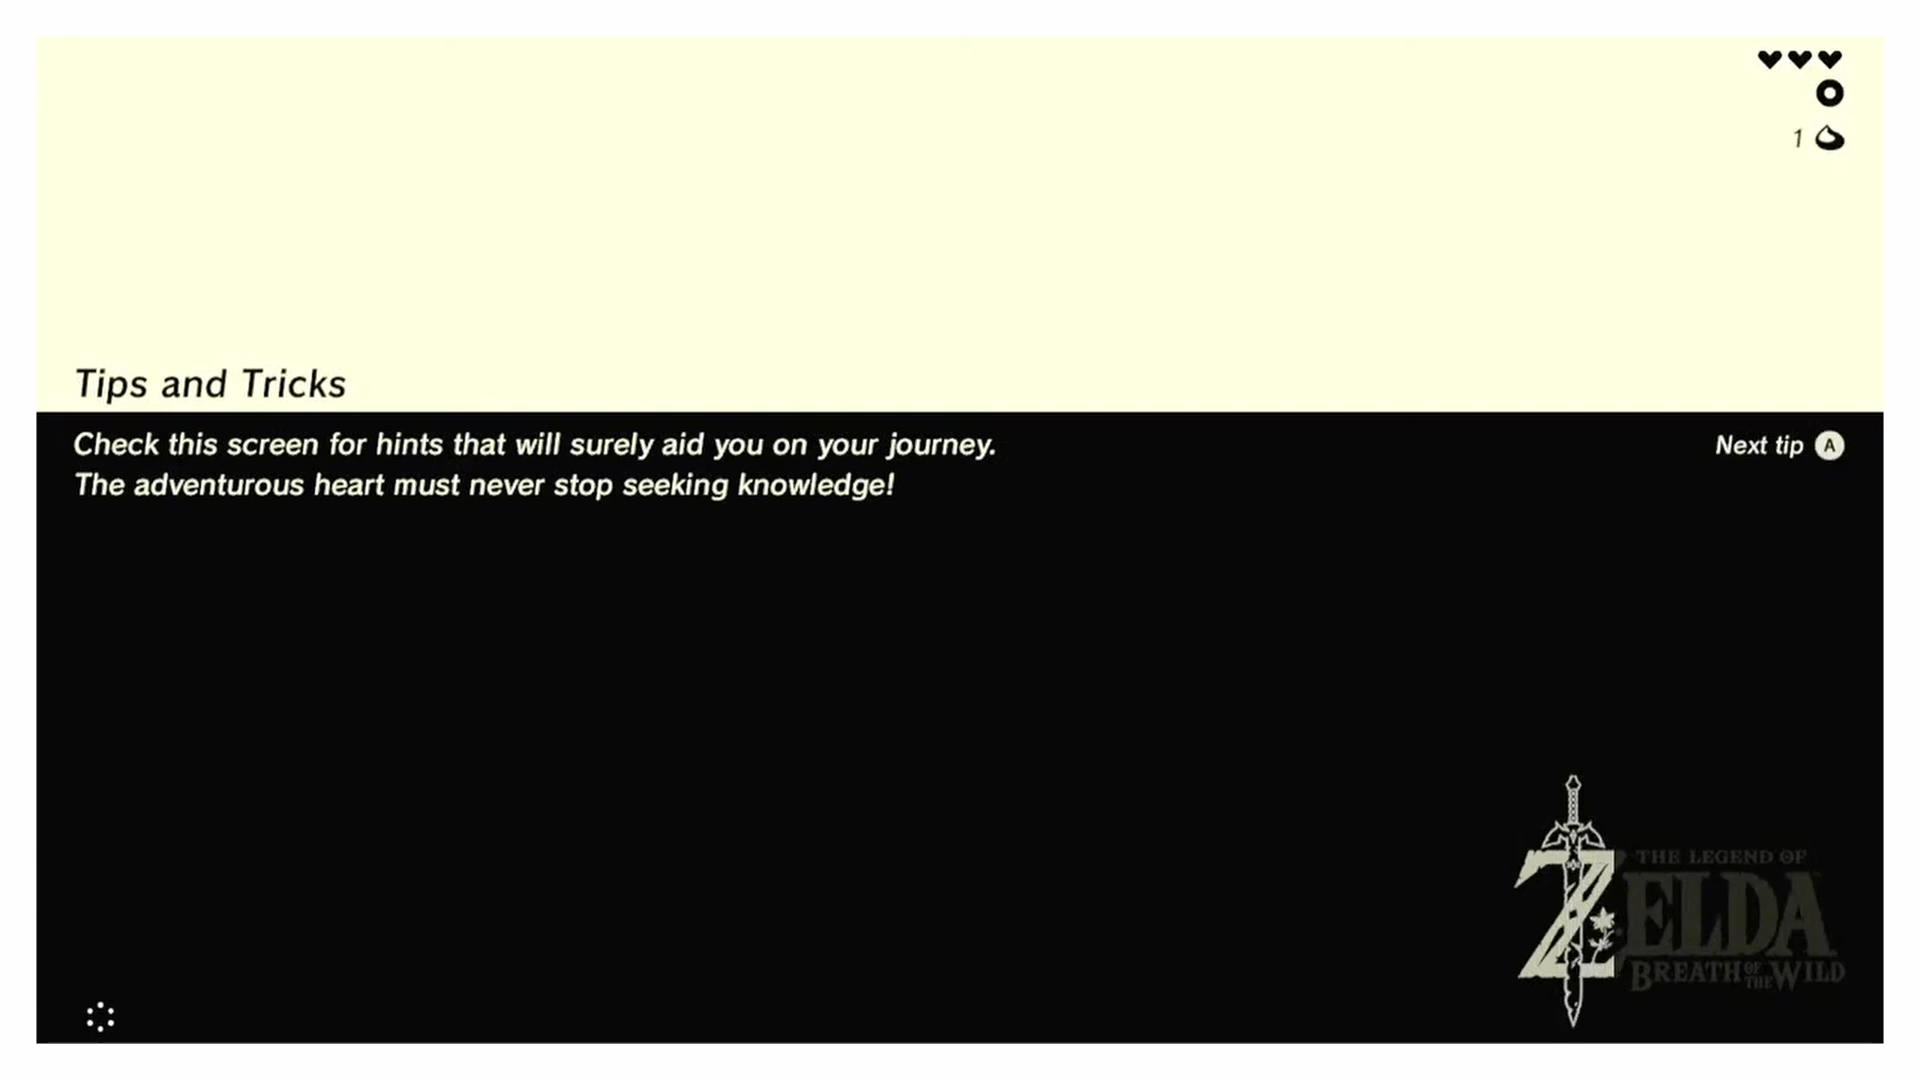 1
Tips and Tricks
Check this screen for hints that will surely aid you on your journey.
The adventurous heart must never stop seeking knowledge!
Next tip A
THE LEGEND OF
ZELDA
BREATH OF THE WILD